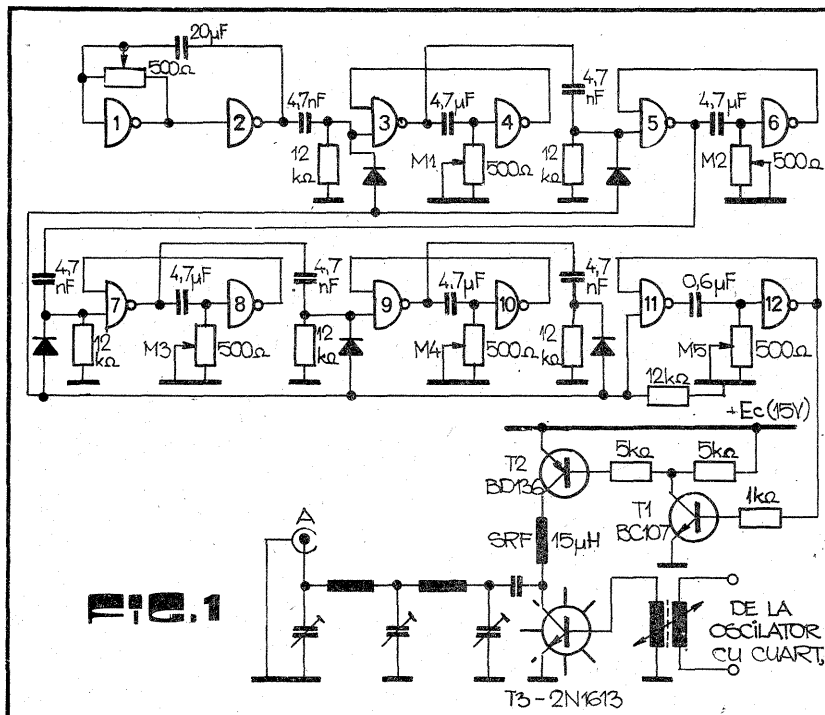 20µF
500Ω
1
2
4,7nF
12
kΩ
3
4,7µF
4
M1
500Ω
4,7
nF
12
kΩ
5
4,7µF
6
M2
500Ω
4,7
nF
7
12
kΩ
4,7µF
8
M3
500Ω
4,7
nF
12
kΩ
9
4,7µF
10
M4
500Ω
4,7
nF
12
kΩ
11
0,6µF
12
M5
500Ω
12kΩ
+Ec(15V)
T2
BD136
5kΩ
5kΩ
T1
BC107
1kΩ
SRF
15µH
A
FIG.1
DE LA
OSCILATOR
CU CUARŢ
T3-2N1613